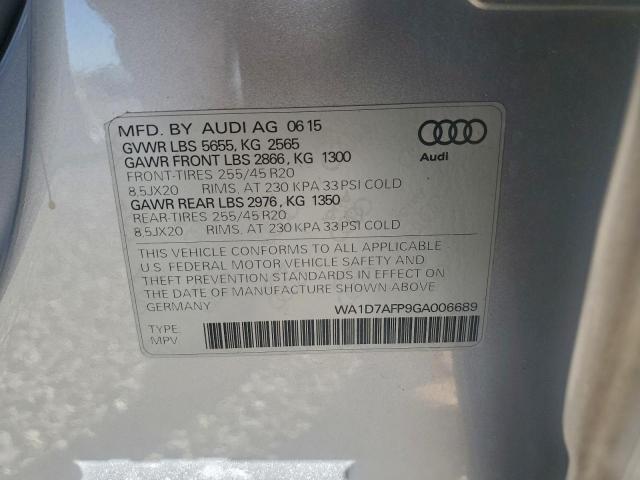 MFD. BY AUDI AG 06 15
GVWR LBS 5655, KG 2565
GAWR FRONT LBS 2866, KG 1300
FRONT-TIRES 255/45 R20
8.5JX20 RIMS, AT 230 KPA 33 PSI COLD
GAWR REAR LBS 2976, KG 1350
REAR-TIRES 255/45 R20
8.5JX20 RIMS, AT 230 KPA 33 PSI COLD
Audi
THIS VEHICLE CONFORMS TO ALL APPLICABLE
U.S. FEDERAL MOTOR VEHICLE SAFETY AND
THEFT PREVENTION STANDARDS IN EFFECT ON
THE DATE OF MANUFACTURE SHOWN ABOVE
GERMANY
WA1D7AFP9GA006689
TYPE:
MPV